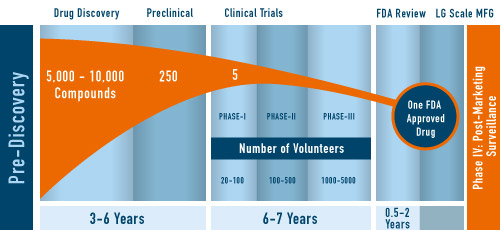 Drug Discovery
Preclinical
Clinical Trials
FDA Review
LG Scale MFG
Pre-Discovery
5,000 – 10,000
Compounds
250
5
PHASE-I
PHASE-II
PHASE-III
Number of Volunteers
20-100
100-500
1000-5000
One FDA
Approved
Drug
Phase IV: Post-Marketing
Surveillance
3-6 Years
6-7 Years
0.5-2
Years